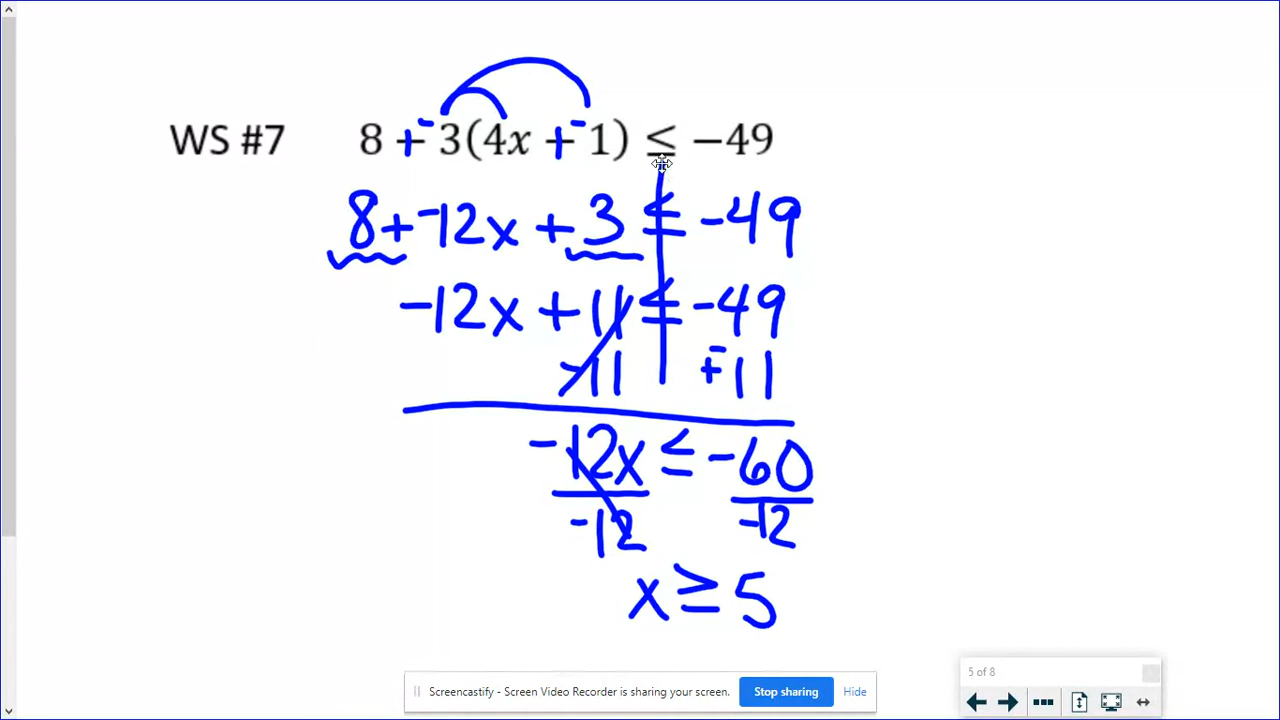 WS #7 8 + -3(4x + -1) ≤ -49
8 + -12x + 3 ≤ -49
-12x + 11 ≤ -49
-11 + -11
-12x ≤ -60
-12 -12
x ≥ 5
5 of 8
Screencastify - Screen Video Recorder is sharing your screen. Stop sharing Hide